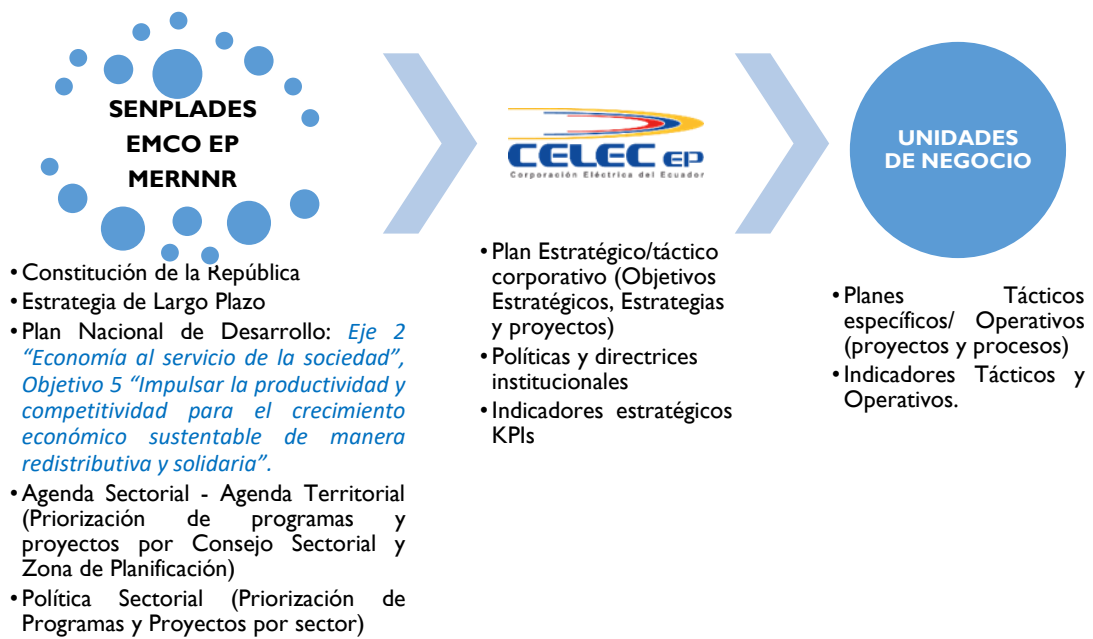 SENPLADES
EMCO EP
MERNNR
• Constitución de la República
• Estrategia de Largo Plazo
• Plan Nacional de Desarrollo: Eje 2
“Economía al servicio de la sociedad”,
Objetivo 5 “Impulsar la productividad y
competitividad para el crecimiento
económico sustentable de manera
redistributiva y solidaria”.
• Agenda Sectorial - Agenda Territorial
(Priorización de programas y
proyectos por Consejo Sectorial y
Zona de Planificación)
• Política Sectorial (Priorización de
Programas y Proyectos por sector)
CELEC EP
Corporación Eléctrica del Ecuador
• Plan Estratégico/táctico
corporativo (Objetivos
Estratégicos, Estrategias
y proyectos)
• Políticas y directrices
institucionales
• Indicadores estratégicos
KPIs
UNIDADES
DE NEGOCIO
• Planes Tácticos
específicos/ Operativos
(proyectos y procesos)
• Indicadores Tácticos y
Operativos.